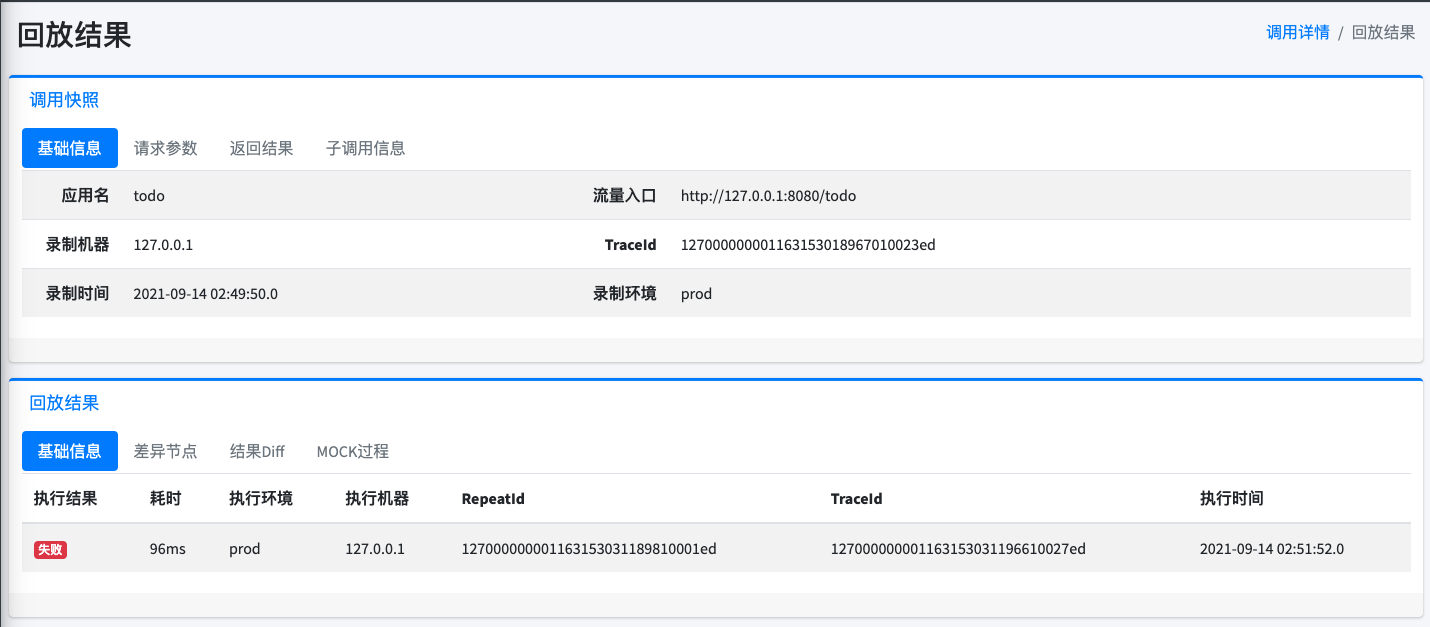 回放结果
调用详情 / 回放结果
调用快照
基础信息 请求参数 返回结果 子调用信息
应用名 todo 流量入口 http://127.0.0.1:8080/todo
录制机器 127.0.0.1 TraceId 127000000001163153018967010023ed
录制时间 2021-09-14 02:49:50.0 录制环境 prod
回放结果
基础信息 差异节点 结果Diff MOCK过程
执行结果 耗时 执行环境 执行机器 RepeatId TraceId 执行时间
失败 96ms prod 127.0.0.1 127000000001163153031189810001ed 127000000001163153031196610027ed 2021-09-14 02:51:52.0